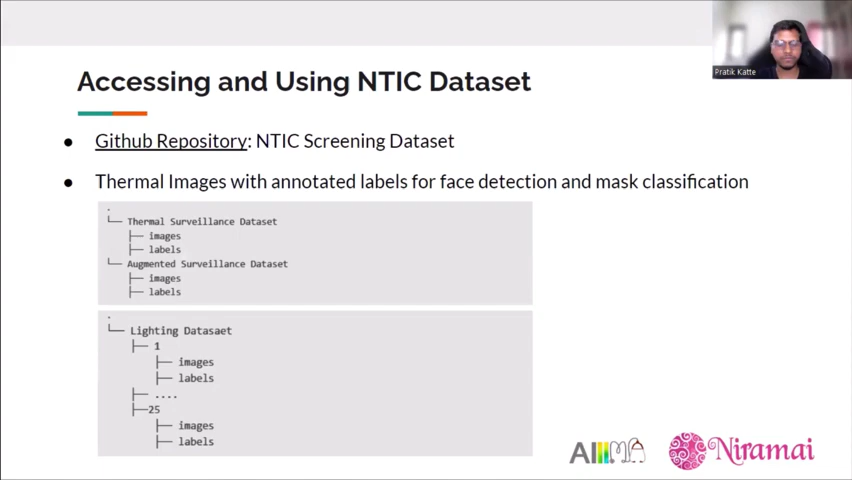 Pratik Katte
Accessing and Using NTIC Dataset
● Github Repository: NTIC Screening Dataset
● Thermal Images with annotated labels for face detection and mask classification
.
└── Thermal Surveillance Dataset
├── images
├── labels
└── Augmented Surveillance Dataset
├── images
├── labels
.
└── Lighting Datasaet
├── 1
├── images
├── labels
├── ....
├──25
├── images
├── labels
Niramai